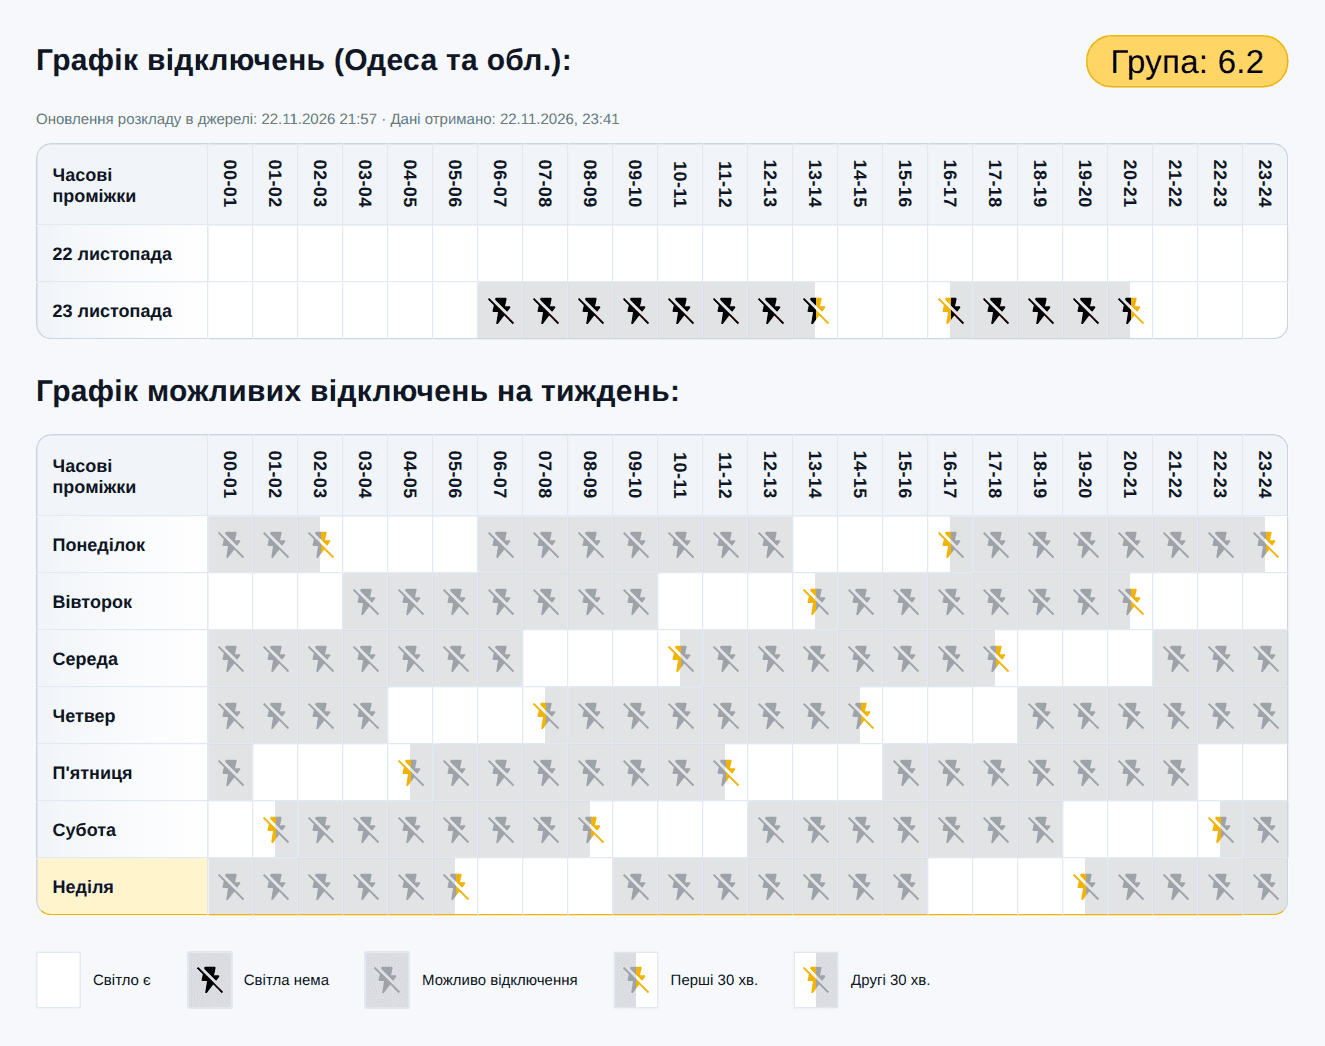 Графік відключень (Одеса та обл.):
Група: 6.2
Оновлення розкладу в джерелі: 22.11.2026 21:57 · Дані отримано: 22.11.2026, 23:41
Часові
проміжки
00-01 01-02 02-03 03-04 04-05 05-06 06-07 07-08 08-09 09-10 10-11 11-12 12-13 13-14 14-15 15-16 16-17 17-18 18-19 19-20 20-21 21-22 22-23 23-24
22 листопада
23 листопада
Графік можливих відключень на тиждень:
Часові
проміжки
00-01 01-02 02-03 03-04 04-05 05-06 06-07 07-08 08-09 09-10 10-11 11-12 12-13 13-14 14-15 15-16 16-17 17-18 18-19 19-20 20-21 21-22 22-23 23-24
Понеділок
Вівторок
Середа
Четвер
П'ятниця
Субота
Неділя
Світло є Світла нема Можливо відключення Перші 30 хв. Другі 30 хв.